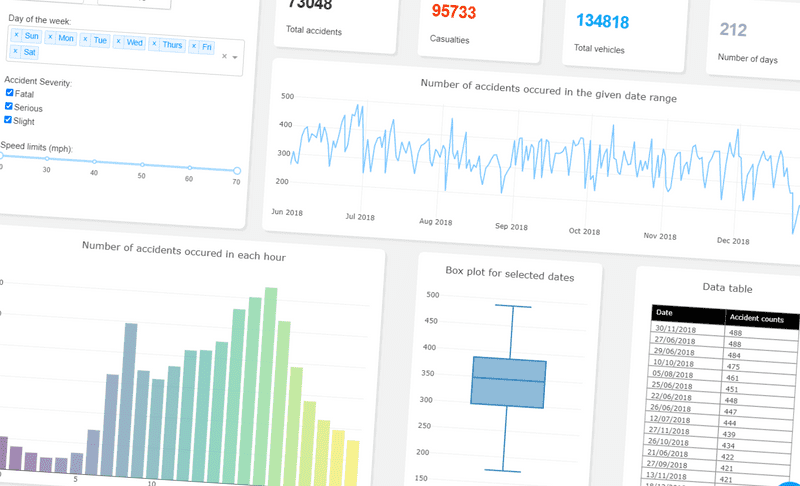 Day of the week:
× Sun × Mon × Tue × Wed × Thurs × Fri
× Sat
Accident Severity:
Fatal
Serious
Slight
Speed limits (mph):
30 40 50 60 70
73048
Total accidents
95733
Casualties
134818
Total vehicles
212
Number of days
Number of accidents occured in the given date range
500
400
300
200
Jun 2018 Jul 2018 Aug 2018 Sep 2018 Oct 2018 Nov 2018 Dec 2018
Number of accidents occured in each hour
5 10
Box plot for selected dates
500
450
400
350
300
200
150
Data table
Date Accident counts
30/11/2018 488
27/06/2018 488
29/06/2018 484
10/10/2018 475
05/08/2018 461
25/06/2018 451
22/06/2018 448
26/06/2018 447
12/07/2018 444
27/11/2018 439
26/10/2018 434
21/06/2018 422
27/09/2018 421
13/11/2018 421